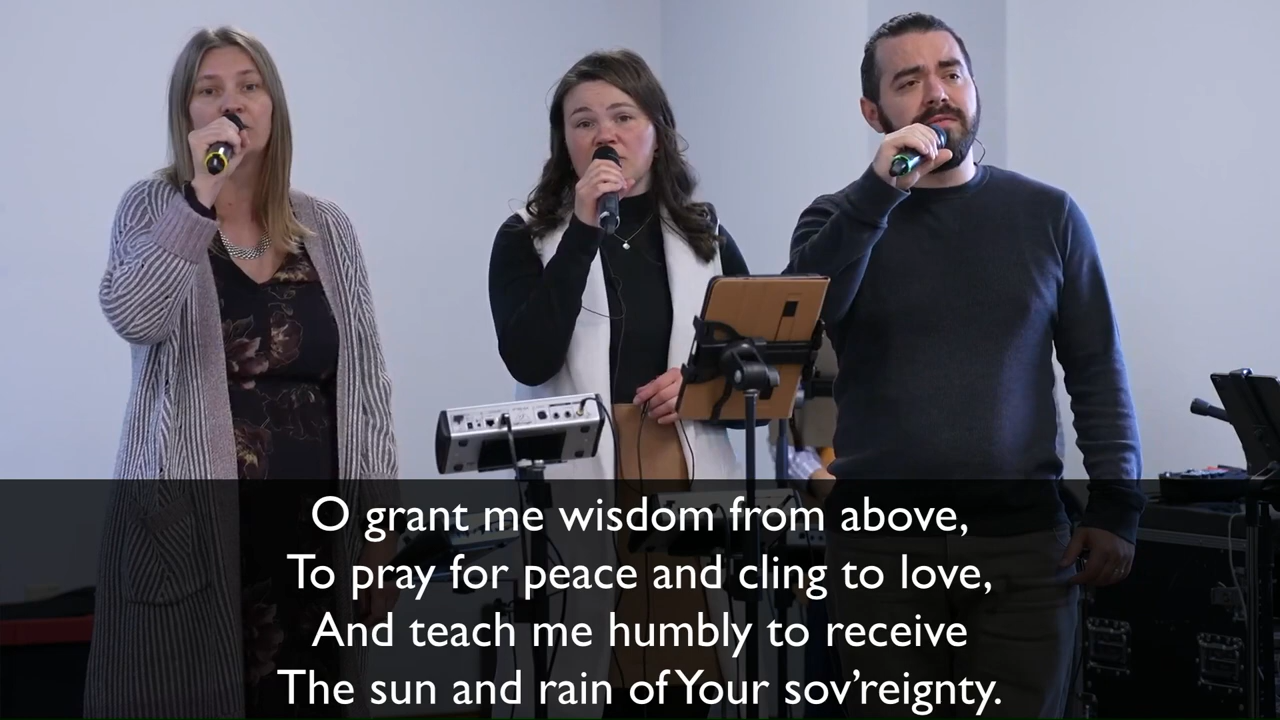 O grant me wisdom from above,
To pray for peace and cling to love,
And teach me humbly to receive
The sun and rain of Your sov'reignty.